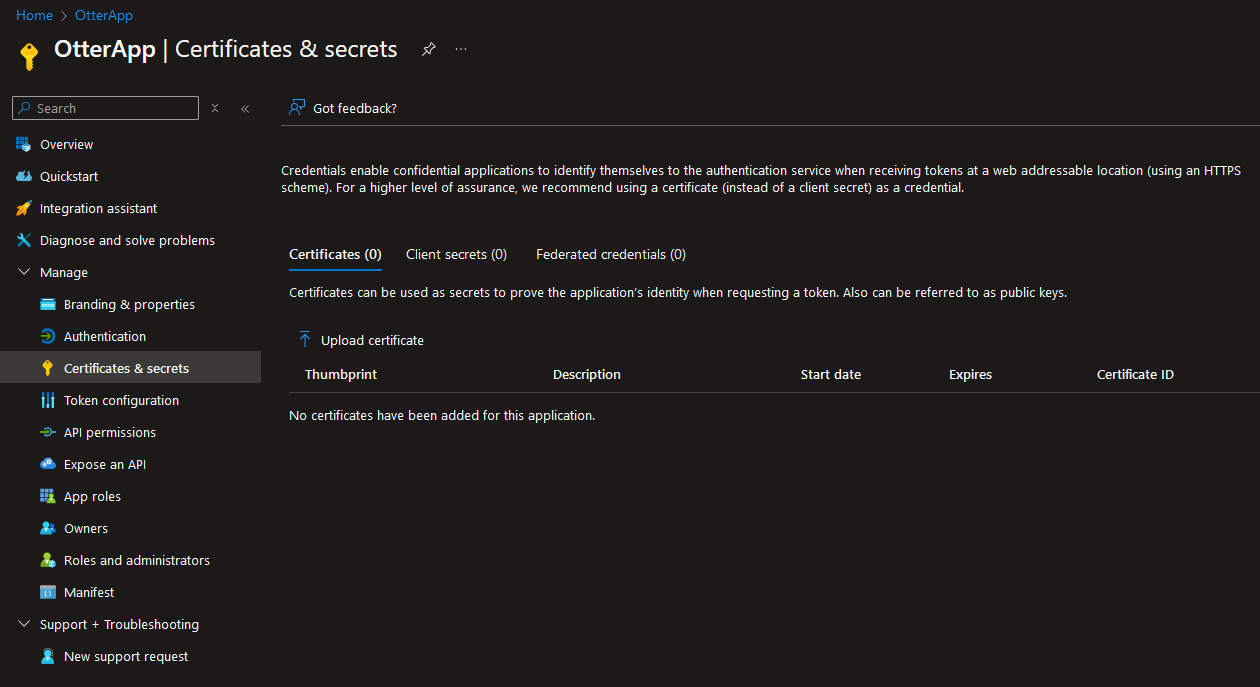 Home > OtterApp
OtterApp | Certificates & secrets
Search
Got feedback?
Overview
Quickstart
Integration assistant
Diagnose and solve problems
Manage
Branding & properties
Authentication
Certificates & secrets
Token configuration
API permissions
Expose an API
App roles
Owners
Roles and administrators
Manifest
Support + Troubleshooting
New support request
Credentials enable confidential applications to identify themselves to the authentication service when receiving tokens at a web addressable location (using an HTTPS
scheme). For a higher level of assurance, we recommend using a certificate (instead of a client secret) as a credential.
Certificates (0) Client secrets (0) Federated credentials (0)
Certificates can be used as secrets to prove the application's identity when requesting a token. Also can be referred to as public keys.
Upload certificate
Thumbprint Description Start date Expires Certificate ID
No certificates have been added for this application.